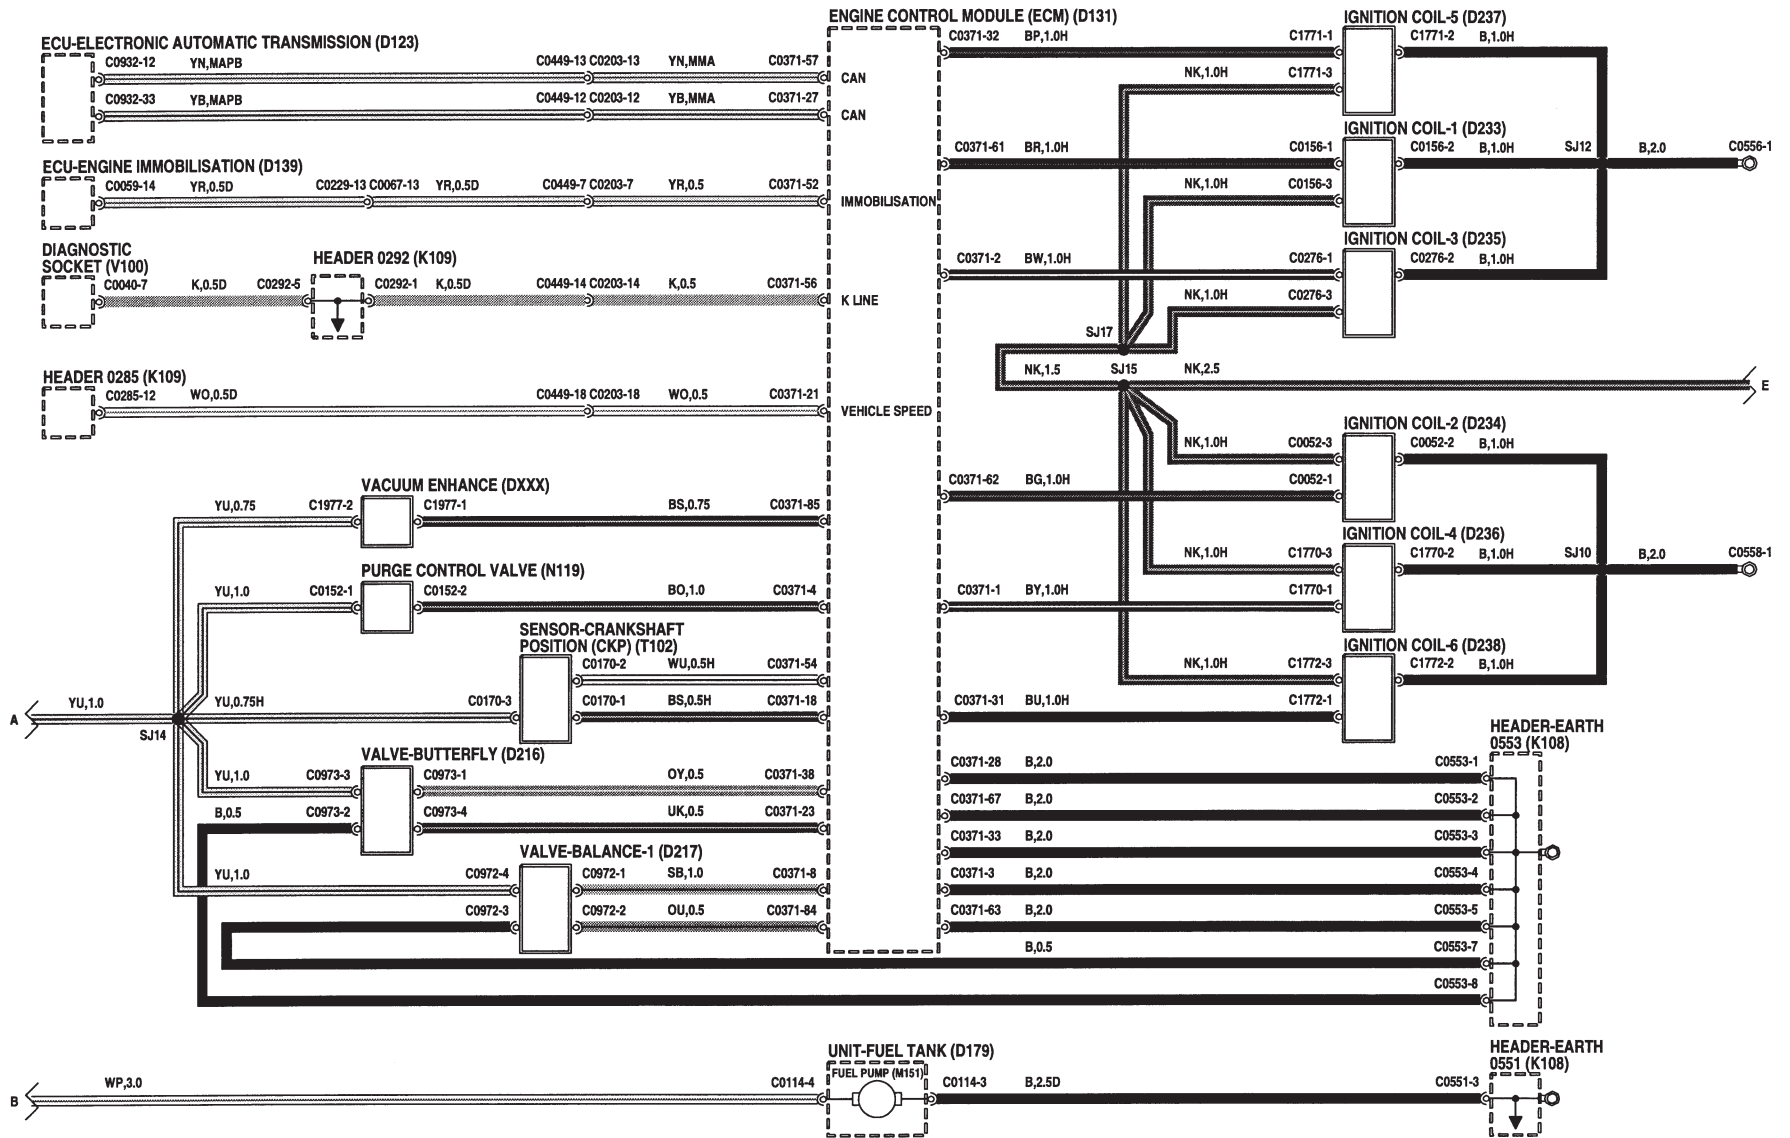 ECU-ELECTRONIC AUTOMATIC TRANSMISSION (D123)
C0932-12 YN,MAPB C0449-13 C0203-13 YN,MMA C0371-57
C0932-33 YB,MAPB C0449-12 C0203-12 YB,MMA C0371-27
ECU-ENGINE IMMOBILISATION (D139)
C0059-14 YR,0.5D C0229-13 C0067-13 YR,0.5D C0449-7 C0203-7 YR,0.5 C0371-52
DIAGNOSTIC
SOCKET (V100)
HEADER 0292 (K109)
C0040-7 K,0.5D C0292-5 C0292-1 K,0.5D C0449-14 C0203-14 K,0.5 C0371-56
HEADER 0285 (K109)
C0285-12 WO,0.5D C0449-18 C0203-18 WO,0.5 C0371-21
VACUUM ENHANCE (DXXX)
YU,0.75 C1977-2 C1977-1 BS,0.75 C0371-85
PURGE CONTROL VALVE (N119)
YU,1.0 C0152-1 C0152-2 BO,1.0 C0371-4
SENSOR-CRANKSHAFT
POSITION (CKP) (T102)
C0170-2 WU,0.5H C0371-54
A YU,1.0 SJ14 YU,0.75H C0170-3 C0170-1 BS,0.5H C0371-18
VALVE-BUTTERFLY (D216)
YU,1.0 C0973-3 C0973-1 OY,0.5 C0371-38
B,0.5 C0973-2 C0973-4 UK,0.5 C0371-23
VALVE-BALANCE-1 (D217)
YU,1.0 C0972-4 C0972-1 SB,1.0 C0371-8
C0972-3 C0972-2 OU,0.5 C0371-84
ENGINE CONTROL MODULE (ECM) (D131)
CAN
CAN
IMMOBILISATION
K LINE
VEHICLE SPEED
IGNITION COIL-5 (D237)
C0371-32 BP,1.0H C1771-1 C1771-2 B,1.0H
NK,1.0H C1771-3
IGNITION COIL-1 (D233)
C0371-61 BR,1.0H C0156-1 C0156-2 B,1.0H SJ12 B,2.0 C0556-1
NK,1.0H C0156-3
IGNITION COIL-3 (D235)
C0371-2 BW,1.0H C0276-1 C0276-2 B,1.0H
NK,1.0H C0276-3
SJ17
NK,1.5 SJ15 NK,2.5 E
IGNITION COIL-2 (D234)
NK,1.0H C0052-3 C0052-2 B,1.0H
C0371-62 BG,1.0H C0052-1
IGNITION COIL-4 (D236)
NK,1.0H C1770-3 C1770-2 B,1.0H SJ10 B,2.0 C0558-1
C0371-1 BY,1.0H C1770-1
IGNITION COIL-6 (D238)
NK,1.0H C1772-3 C1772-2 B,1.0H
C0371-31 BU,1.0H C1772-1
HEADER-EARTH
0553 (K108)
C0371-28 B,2.0 C0553-1
C0371-67 B,2.0 C0553-2
C0371-33 B,2.0 C0553-3
C0371-3 B,2.0 C0553-4
C0371-63 B,2.0 C0553-5
B,0.5 C0553-7
C0553-8
UNIT-FUEL TANK (D179)
FUEL PUMP (M151)
HEADER-EARTH
0551 (K108)
B WP,3.0 C0114-4 C0114-3 B,2.5D C0551-3